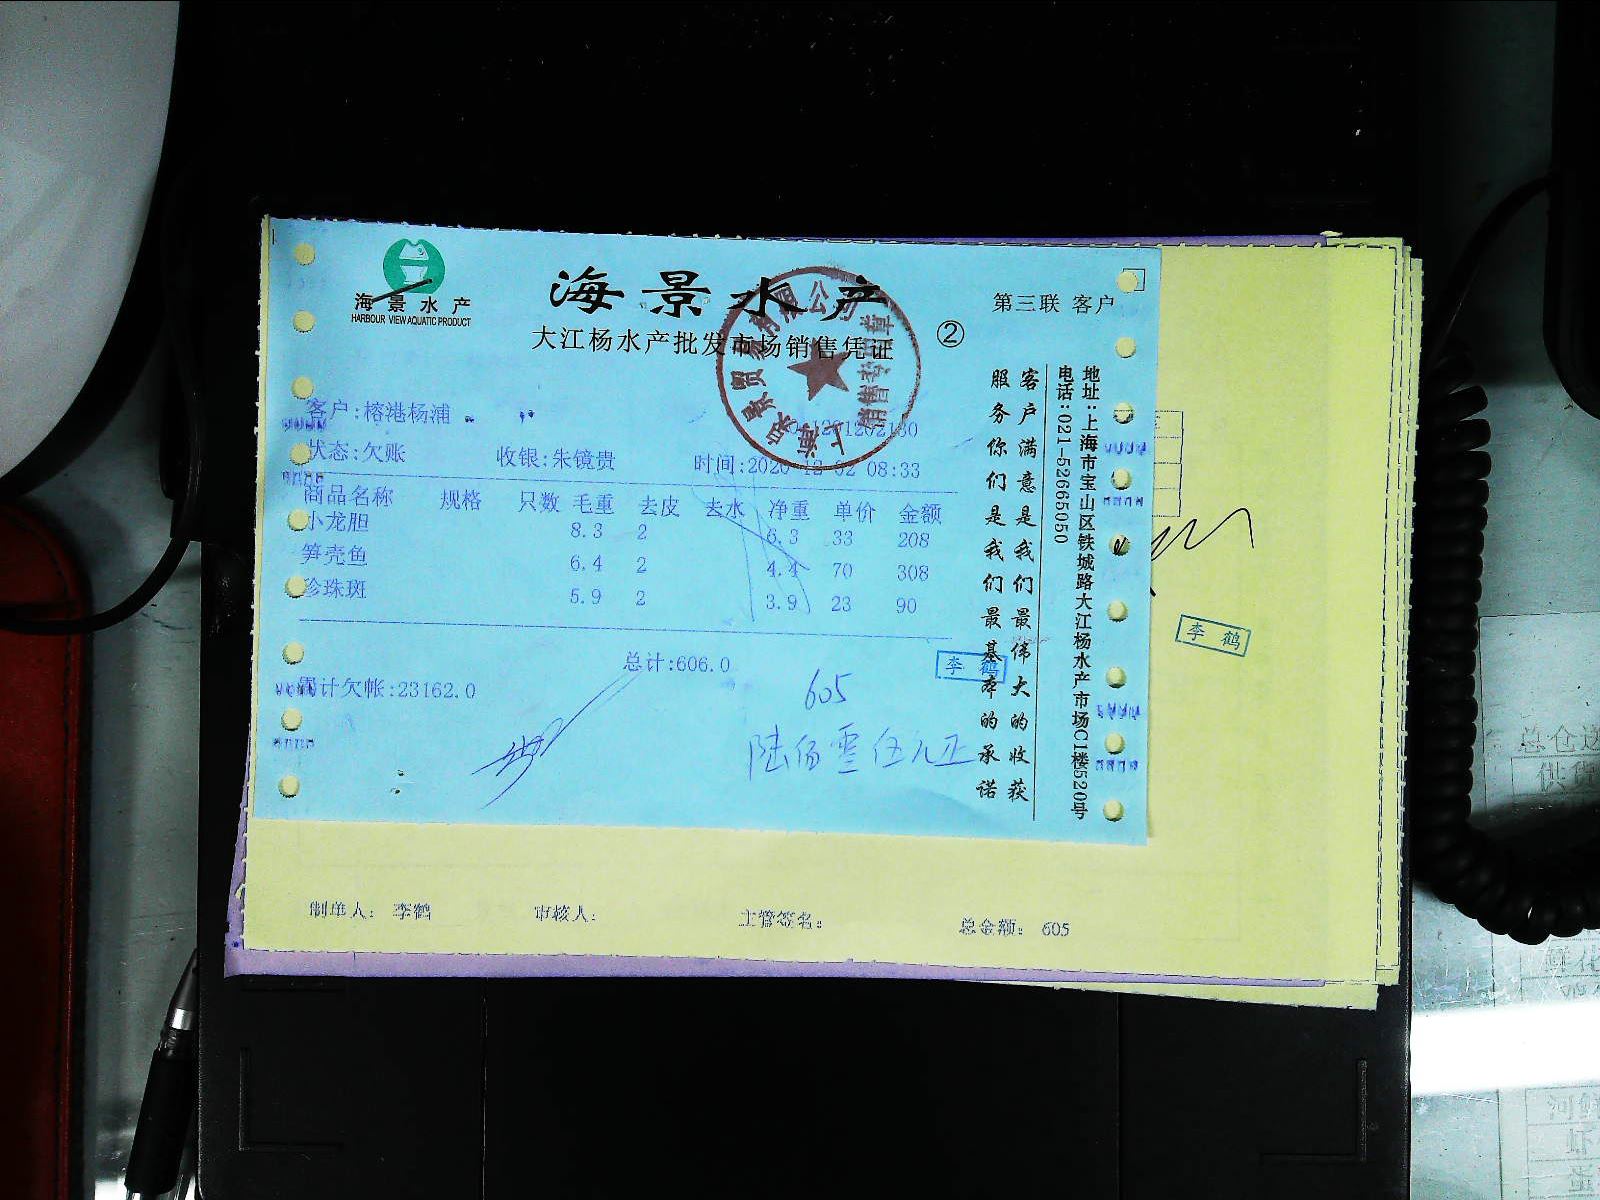 海景水产
HARBOUR VIEW AQUATIC PRODUCT
海景水产
大江杨水产批发市场销售凭证
②
第三联 客户
客户:榕港杨浦
状态:欠账 收银:朱镜贵 时间:2020-12-02 08:33
商品名称 规格 只数 毛重 去皮 去水 净重 单价 金额
小龙胆 8.3 2 6.3 33 208
笋壳鱼 6.4 2 4.4 70 308
珍珠斑 5.9 2 3.9 23 90
总计:606.0
累计欠帐:23162.0
605
陆佰零伍元正
李鹤
李鹤
地址:上海市宝山区铁城路大江杨水产市场C1楼520号
电话:021-52665050
客户满意是我们最伟大的收获
服务你们是我们最基本的承诺
销售专用章
制单人: 李鹤 审核人: 主管签名: 总金额: 605
总仓
供货